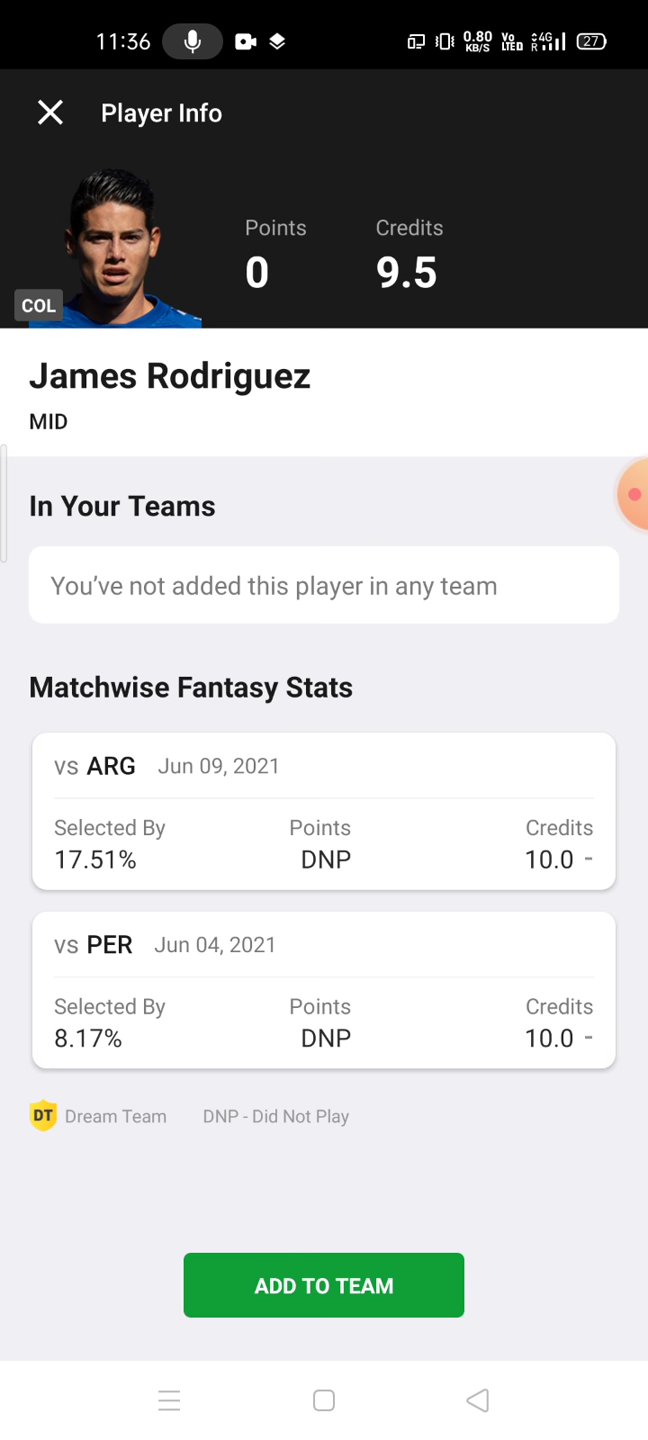 11:36 0.80 KB/S Vo LTED 4G R 27
Player Info
Points Credits
0 9.5
COL
James Rodriguez
MID
In Your Teams
You’ve not added this player in any team
Matchwise Fantasy Stats
vs ARG Jun 09, 2021
Selected By Points Credits
17.51% DNP 10.0 -
vs PER Jun 04, 2021
Selected By Points Credits
8.17% DNP 10.0 -
DT Dream Team DNP - Did Not Play
ADD TO TEAM